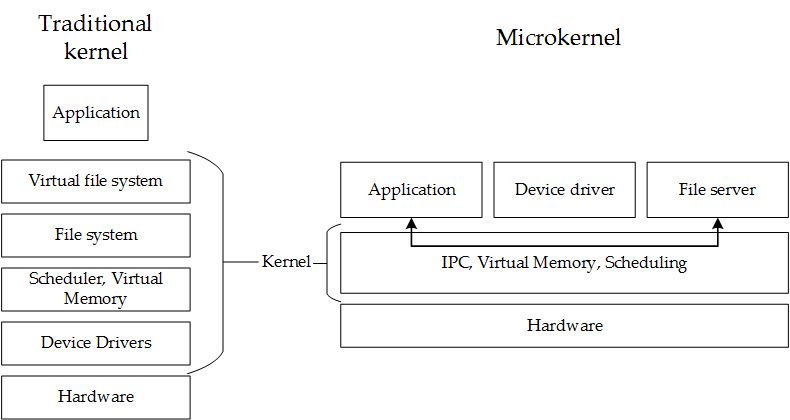 Traditional
kernel
Application
Virtual file system
File system
Scheduler, Virtual
Memory
Device Drivers
Hardware
Kernel
Microkernel
Application
Device driver
File server
IPC, Virtual Memory, Scheduling
Hardware